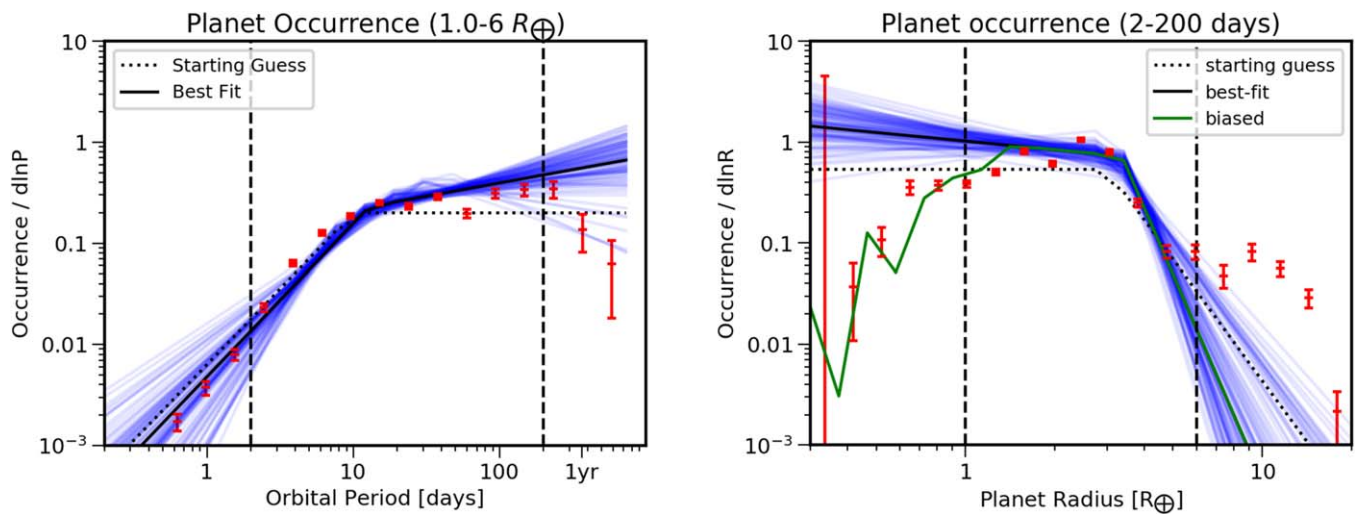 Planet Occurrence (1.0-6 R⊕)
10
1
0.1
0.01
10⁻³
Occurrence / dlnP
Starting Guess
Best Fit
1
10
100
1yr
Orbital Period [days]
Planet occurrence (2-200 days)
10
1
0.1
0.01
10⁻³
Occurrence / dlnR
starting guess
best-fit
biased
1
10
Planet Radius [R⊕]